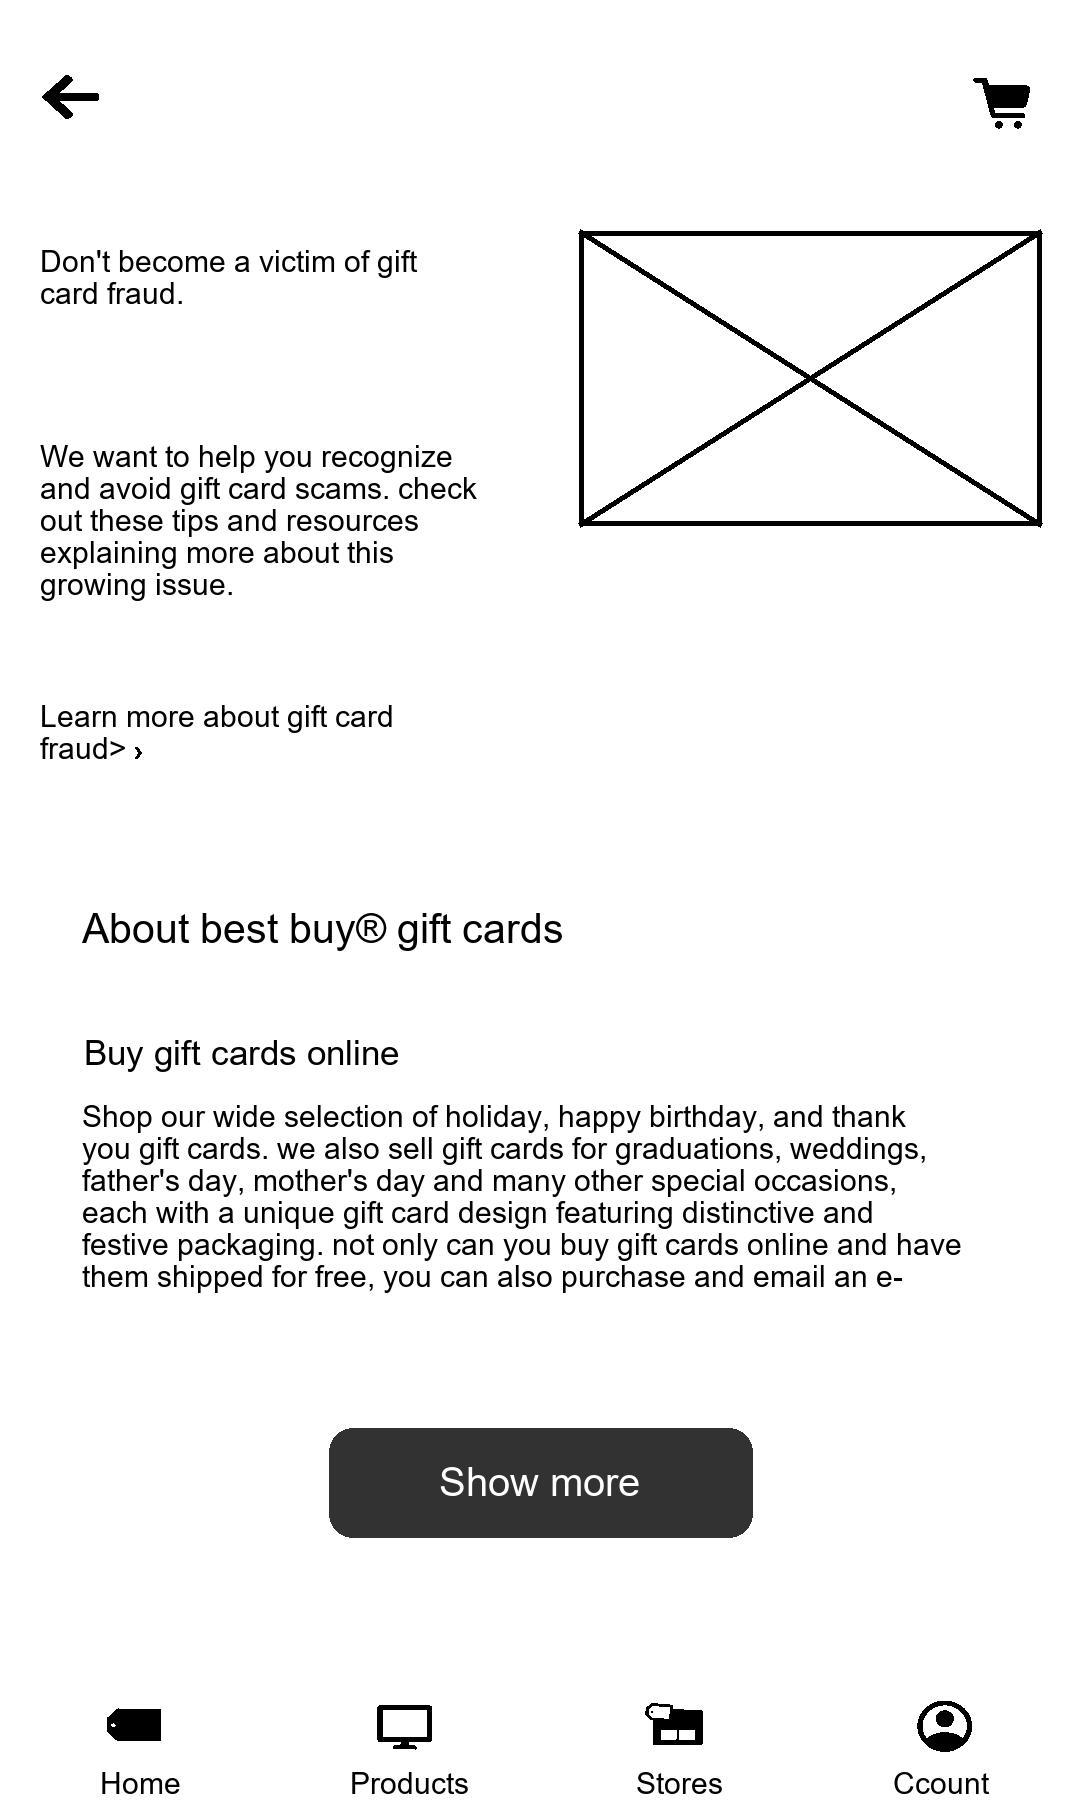 Don't become a victim of gift
card fraud.
We want to help you recognize
and avoid gift card scams. check
out these tips and resources
explaining more about this
growing issue.
Learn more about gift card
fraud> ›
About best buy® gift cards
Buy gift cards online
Shop our wide selection of holiday, happy birthday, and thank
you gift cards. we also sell gift cards for graduations, weddings,
father's day, mother's day and many other special occasions,
each with a unique gift card design featuring distinctive and
festive packaging. not only can you buy gift cards online and have
them shipped for free, you can also purchase and email an e-
Show more
Home
Products
Stores
Ccount